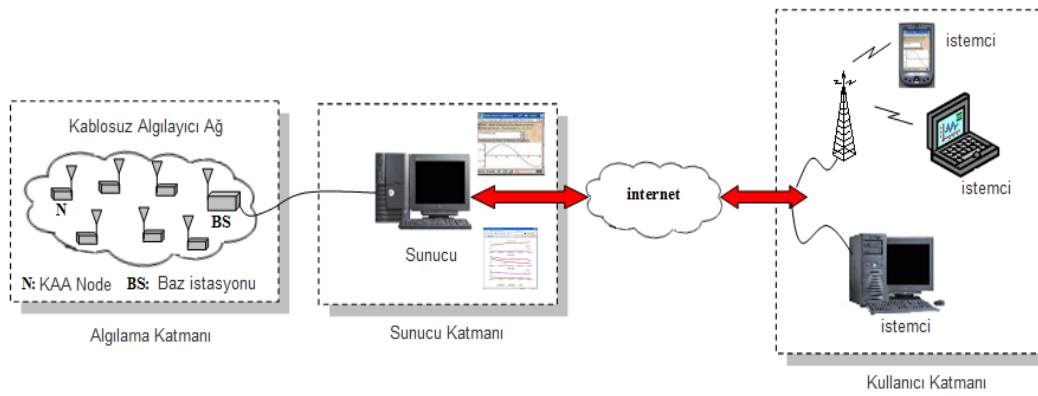 Kablosuz Algılayıcı Ağ
N
BS
N: KAA Node BS: Baz istasyonu
Algılama Katmanı
Sunucu
Sunucu Katmanı
internet
istemci
istemci
istemci
Kullanıcı Katmanı